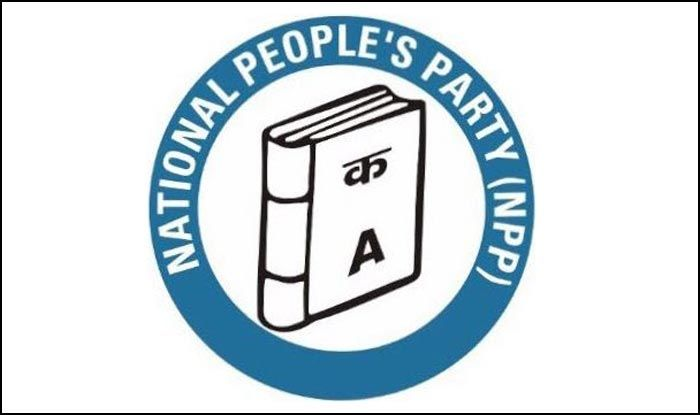 NATIONAL PEOPLE'S PARTY (NPP)
क
A